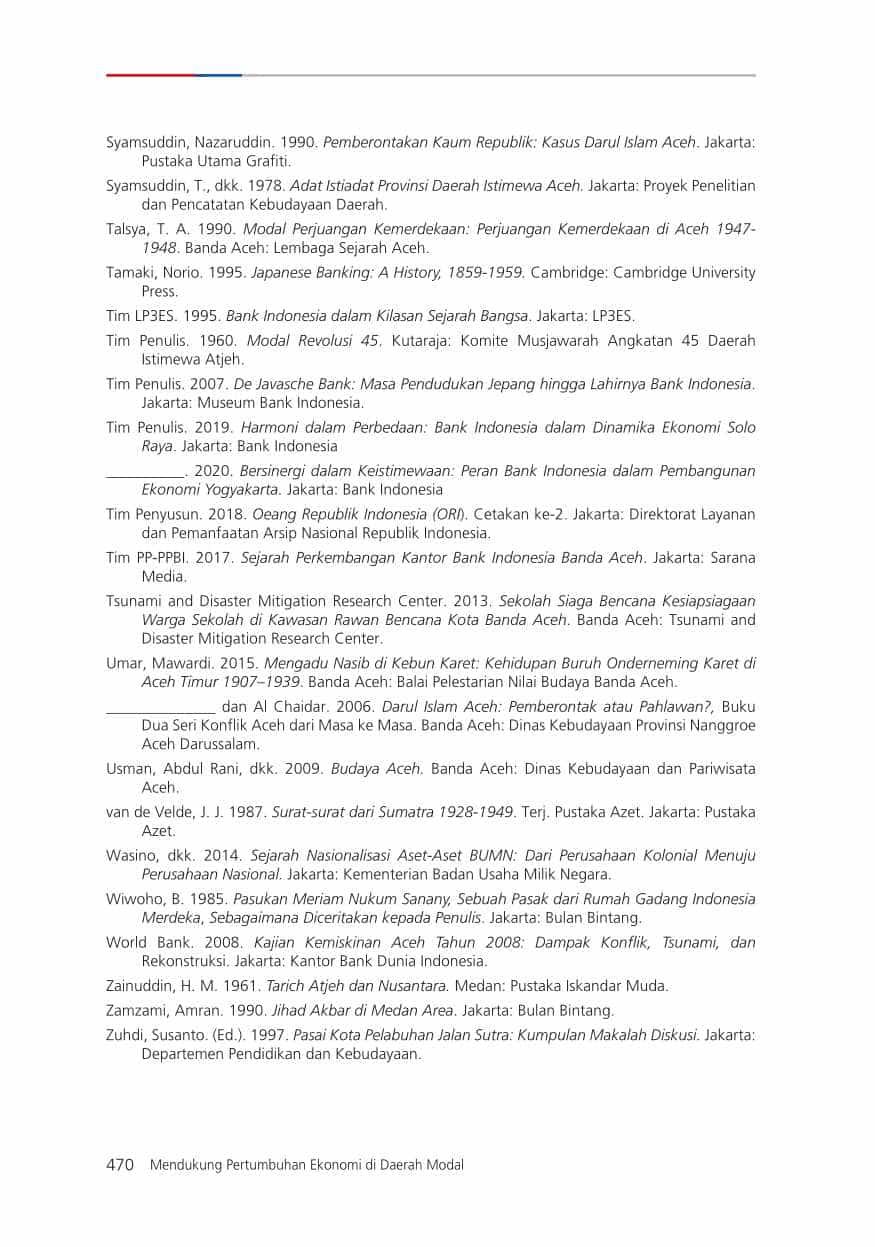 Syamsuddin, Nazaruddin. 1990. Pemberontakan Kaum Republik: Kasus Darul Islam Aceh. Jakarta:
Pustaka Utama Grafiti.
Syamsuddin, T., dkk. 1978. Adat Istiadat Provinsi Daerah Istimewa Aceh. Jakarta: Proyek Penelitian
dan Pencatatan Kebudayaan Daerah.
Talsya, T. A. 1990. Modal Perjuangan Kemerdekaan: Perjuangan Kemerdekaan di Aceh 1947-
1948. Banda Aceh: Lembaga Sejarah Aceh.
Tamaki, Norio. 1995. Japanese Banking: A History, 1859-1959. Cambridge: Cambridge University
Press.
Tim LP3ES. 1995. Bank Indonesia dalam Kilasan Sejarah Bangsa. Jakarta: LP3ES.
Tim Penulis. 1960. Modal Revolusi 45. Kutaraja: Komite Musjawarah Angkatan 45 Daerah
Istimewa Atjeh.
Tim Penulis. 2007. De Javasche Bank: Masa Pendudukan Jepang hingga Lahirnya Bank Indonesia.
Jakarta: Museum Bank Indonesia.
Tim Penulis. 2019. Harmoni dalam Perbedaan: Bank Indonesia dalam Dinamika Ekonomi Solo
Raya. Jakarta: Bank Indonesia
__________. 2020. Bersinergi dalam Keistimewaan: Peran Bank Indonesia dalam Pembangunan
Ekonomi Yogyakarta. Jakarta: Bank Indonesia
Tim Penyusun. 2018. Oeang Republik Indonesia (ORI). Cetakan ke-2. Jakarta: Direktorat Layanan
dan Pemanfaatan Arsip Nasional Republik Indonesia.
Tim PP-PPBI. 2017. Sejarah Perkembangan Kantor Bank Indonesia Banda Aceh. Jakarta: Sarana
Media.
Tsunami and Disaster Mitigation Research Center. 2013. Sekolah Siaga Bencana Kesiapsiagaan
Warga Sekolah di Kawasan Rawan Bencana Kota Banda Aceh. Banda Aceh: Tsunami and
Disaster Mitigation Research Center.
Umar, Mawardi. 2015. Mengadu Nasib di Kebun Karet: Kehidupan Buruh Onderneming Karet di
Aceh Timur 1907–1939. Banda Aceh: Balai Pelestarian Nilai Budaya Banda Aceh.
______________ dan Al Chaidar. 2006. Darul Islam Aceh: Pemberontak atau Pahlawan?, Buku
Dua Seri Konflik Aceh dari Masa ke Masa. Banda Aceh: Dinas Kebudayaan Provinsi Nanggroe
Aceh Darussalam.
Usman, Abdul Rani, dkk. 2009. Budaya Aceh. Banda Aceh: Dinas Kebudayaan dan Pariwisata
Aceh.
van de Velde, J. J. 1987. Surat-surat dari Sumatra 1928-1949. Terj. Pustaka Azet. Jakarta: Pustaka
Azet.
Wasino, dkk. 2014. Sejarah Nasionalisasi Aset-Aset BUMN: Dari Perusahaan Kolonial Menuju
Perusahaan Nasional. Jakarta: Kementerian Badan Usaha Milik Negara.
Wiwoho, B. 1985. Pasukan Meriam Nukum Sanany, Sebuah Pasak dari Rumah Gadang Indonesia
Merdeka, Sebagaimana Diceritakan kepada Penulis. Jakarta: Bulan Bintang.
World Bank. 2008. Kajian Kemiskinan Aceh Tahun 2008: Dampak Konflik, Tsunami, dan
Rekonstruksi. Jakarta: Kantor Bank Dunia Indonesia.
Zainuddin, H. M. 1961. Tarich Atjeh dan Nusantara. Medan: Pustaka Iskandar Muda.
Zamzami, Amran. 1990. Jihad Akbar di Medan Area. Jakarta: Bulan Bintang.
Zuhdi, Susanto. (Ed.). 1997. Pasai Kota Pelabuhan Jalan Sutra: Kumpulan Makalah Diskusi. Jakarta:
Departemen Pendidikan dan Kebudayaan.
470 Mendukung Pertumbuhan Ekonomi di Daerah Modal